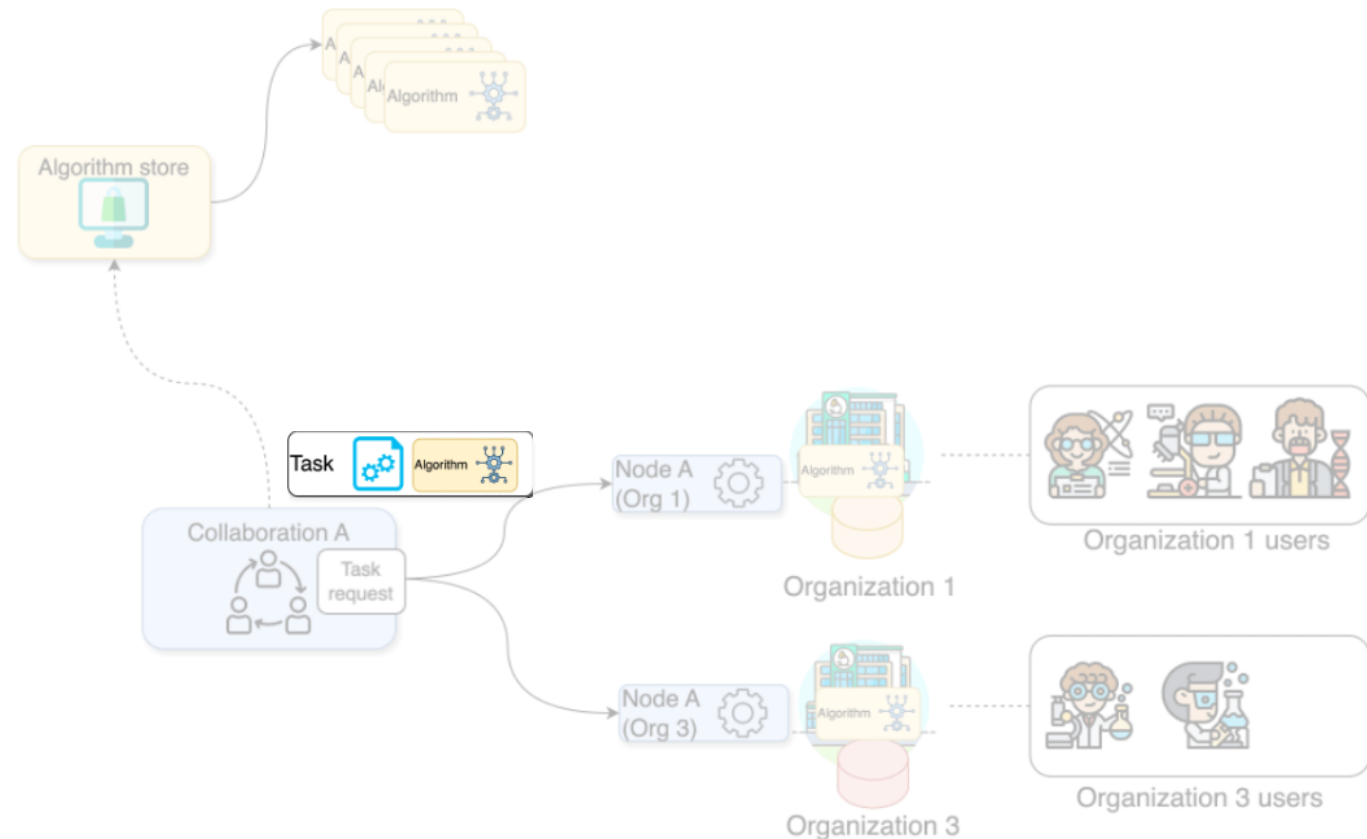 A
A
A
Al
Algorithm
Algorithm store
Task
Algorithm
Node A
(Org 1)
Algorithm
Organization 1
Organization 1 users
Collaboration A
Task
request
Node A
(Org 3)
Algorithm
Organization 3
Organization 3 users